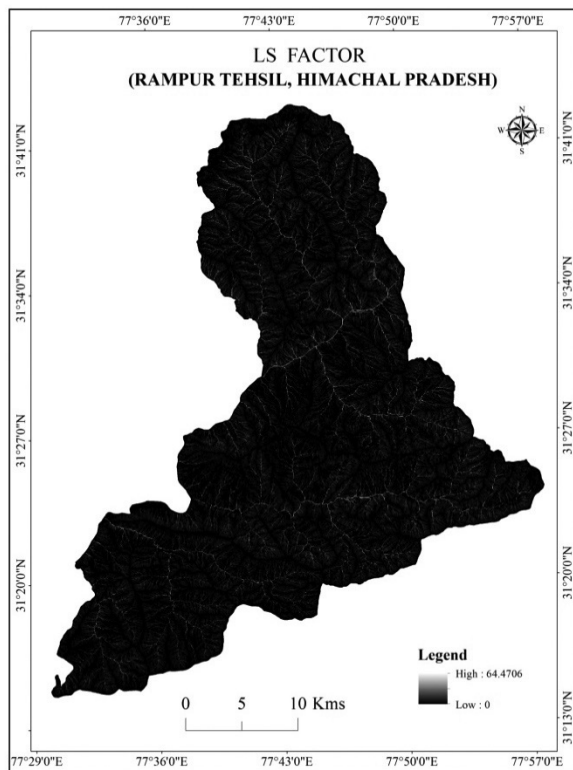 77°36'0"E 77°43'0"E 77°50'0"E 77°57'0"E
LS FACTOR
(RAMPUR TEHSIL, HIMACHAL PRADESH)
N
W E
S
31°41'0"N 31°41'0"N
31°34'0"N 31°34'0"N
31°27'0"N 31°27'0"N
31°20'0"N 31°20'0"N
Legend
High : 64.4706
Low : 0
0 5 10 Kms
31°13'0"N
77°29'0"E 77°36'0"E 77°43'0"E 77°50'0"E 77°57'0"E